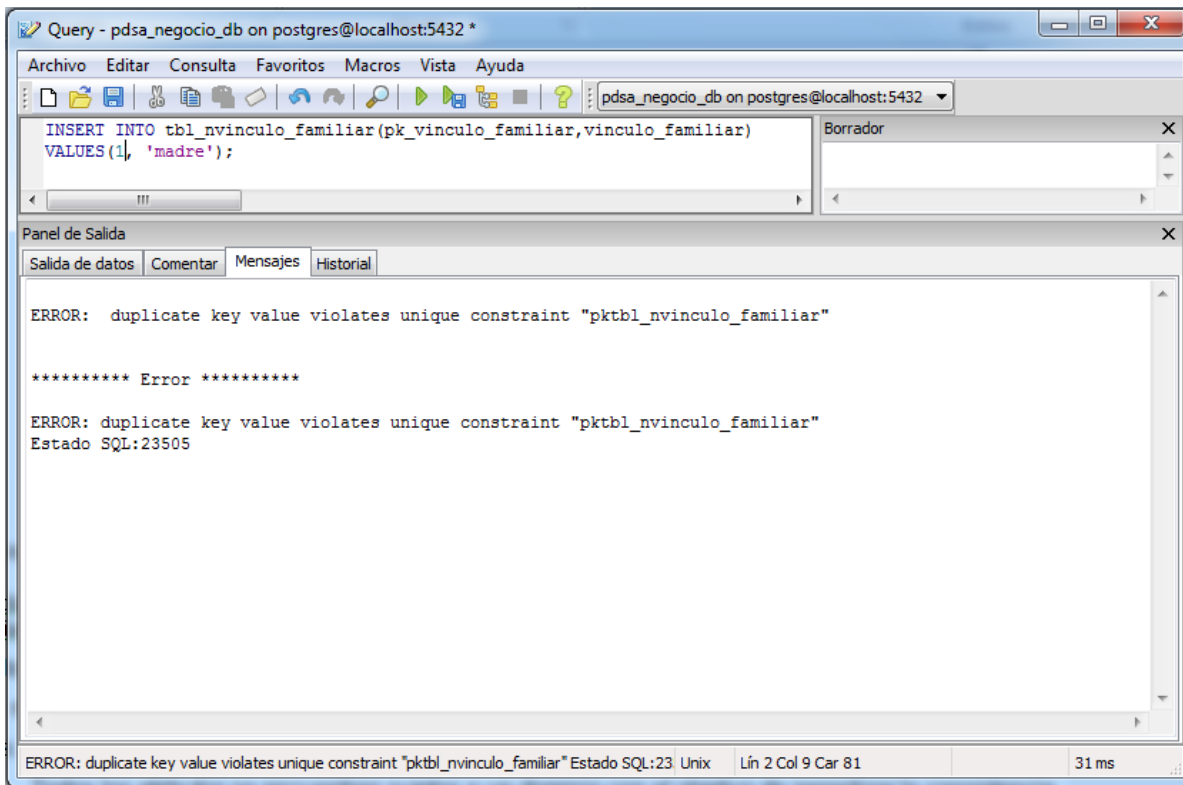 Query - pdsa_negocio_db on postgres@localhost:5432 *
Archivo Editar Consulta Favoritos Macros Vista Ayuda
pdsa_negocio_db on postgres@localhost:5432
INSERT INTO tbl_nvinculo_familiar(pk_vinculo_familiar,vinculo_familiar)
VALUES(1, 'madre');
Borrador
Panel de Salida
Salida de datos Comentar Mensajes Historial
ERROR:  duplicate key value violates unique constraint "pktbl_nvinculo_familiar"
********** Error **********
ERROR: duplicate key value violates unique constraint "pktbl_nvinculo_familiar"
Estado SQL:23505
ERROR: duplicate key value violates unique constraint "pktbl_nvinculo_familiar" Estado SQL:23 Unix Lín 2 Col 9 Car 81 31 ms